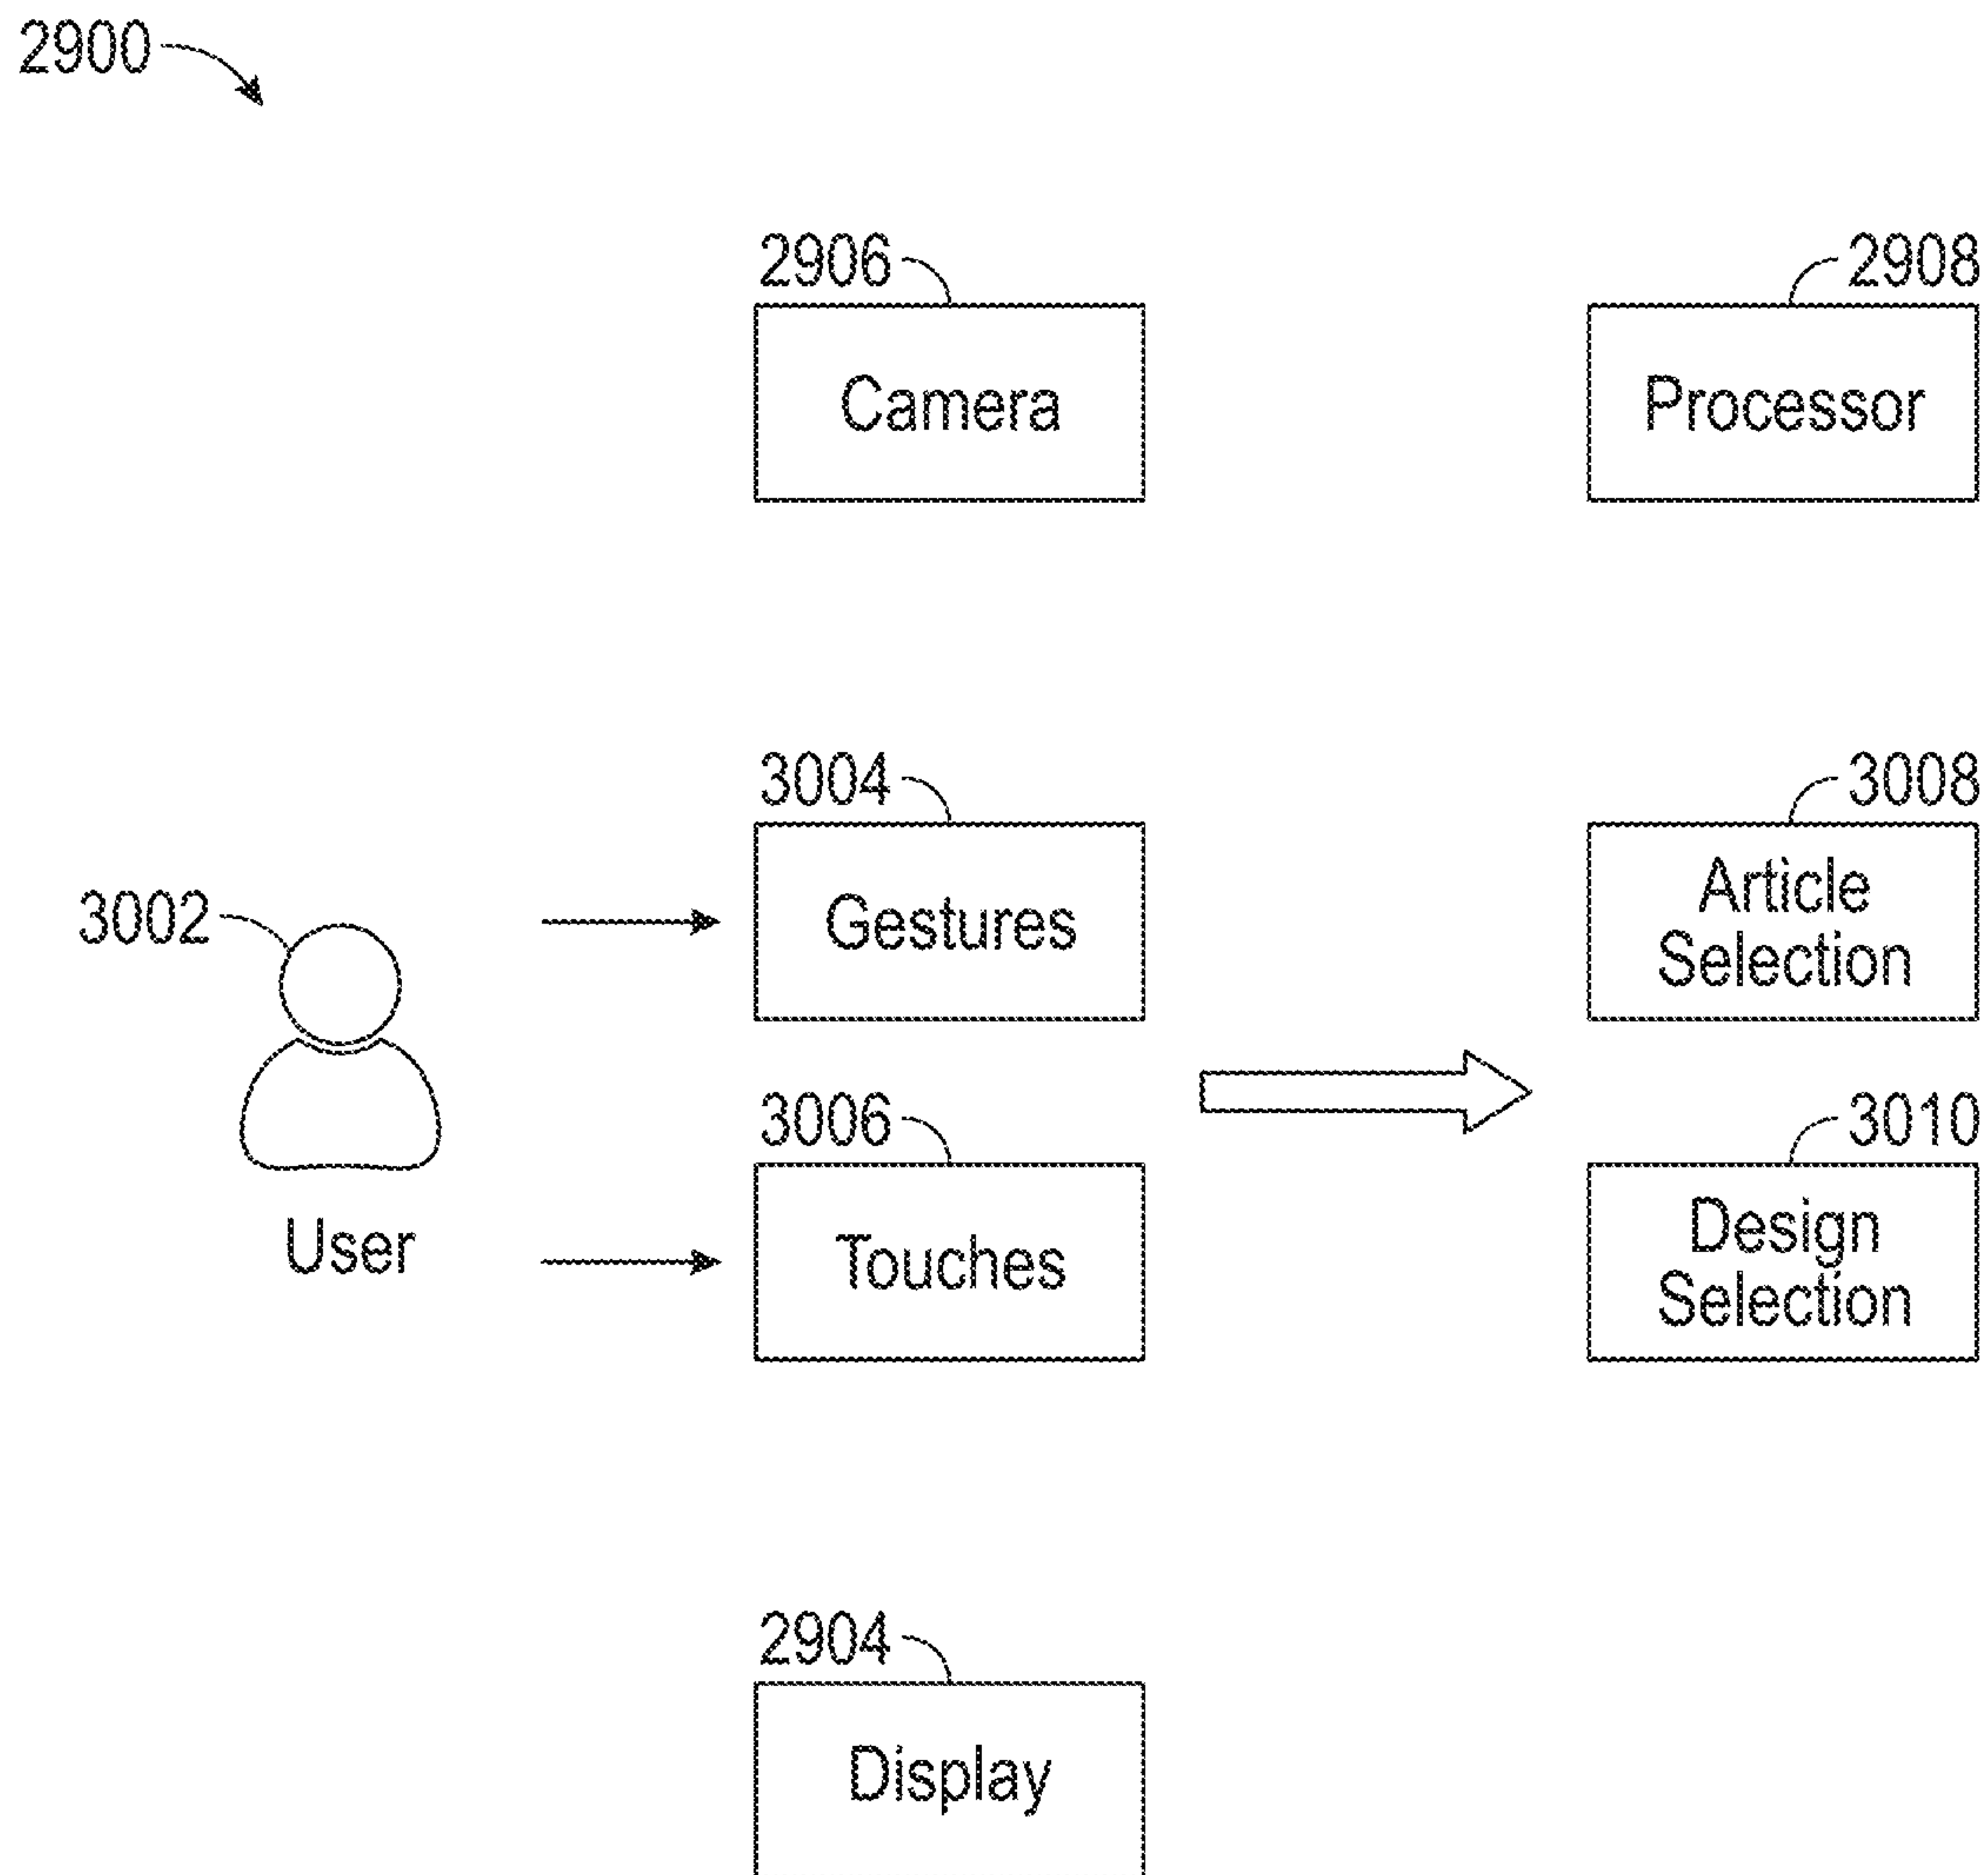 2900
2906
2908
Camera
Processor
3004
3008
Gestures
Article
Selection
3002
User
3006
3010
Touches
Design
Selection
2904
Display